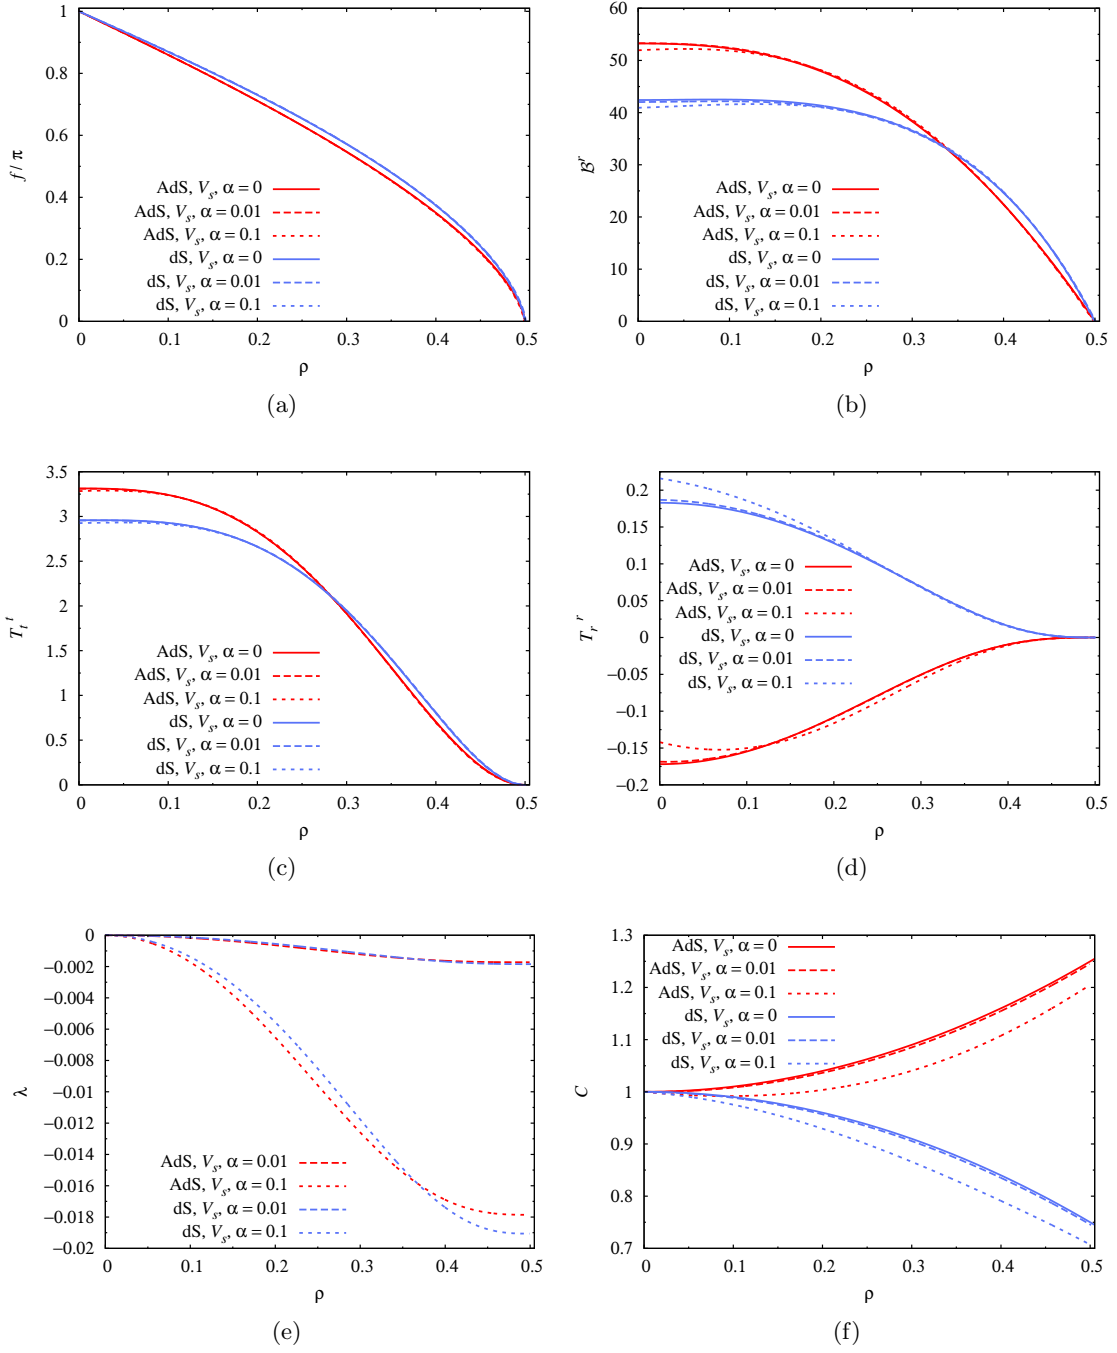 1
0.8
0.6
0.4
0.2
0
f / π
AdS, V_s, α = 0
AdS, V_s, α = 0.01
AdS, V_s, α = 0.1
dS, V_s, α = 0
dS, V_s, α = 0.01
dS, V_s, α = 0.1
0 0.1 0.2 0.3 0.4 0.5
ρ
(a)
60
50
40
30
20
10
0
ℬ^r
AdS, V_s, α = 0
AdS, V_s, α = 0.01
AdS, V_s, α = 0.1
dS, V_s, α = 0
dS, V_s, α = 0.01
dS, V_s, α = 0.1
0 0.1 0.2 0.3 0.4 0.5
ρ
(b)
3.5
3
2.5
2
1.5
1
0.5
0
T_t^t
AdS, V_s, α = 0
AdS, V_s, α = 0.01
AdS, V_s, α = 0.1
dS, V_s, α = 0
dS, V_s, α = 0.01
dS, V_s, α = 0.1
0 0.1 0.2 0.3 0.4 0.5
ρ
(c)
0.2
0.15
0.1
0.05
0
−0.05
−0.1
−0.15
−0.2
T_r^r
AdS, V_s, α = 0
AdS, V_s, α = 0.01
AdS, V_s, α = 0.1
dS, V_s, α = 0
dS, V_s, α = 0.01
dS, V_s, α = 0.1
0 0.1 0.2 0.3 0.4 0.5
ρ
(d)
0
−0.002
−0.004
−0.006
−0.008
−0.01
−0.012
−0.014
−0.016
−0.018
−0.02
λ
AdS, V_s, α = 0.01
AdS, V_s, α = 0.1
dS, V_s, α = 0.01
dS, V_s, α = 0.1
0 0.1 0.2 0.3 0.4 0.5
ρ
(e)
1.3
1.2
1.1
1
0.9
0.8
0.7
C
AdS, V_s, α = 0
AdS, V_s, α = 0.01
AdS, V_s, α = 0.1
dS, V_s, α = 0
dS, V_s, α = 0.01
dS, V_s, α = 0.1
0 0.1 0.2 0.3 0.4 0.5
ρ
(f)